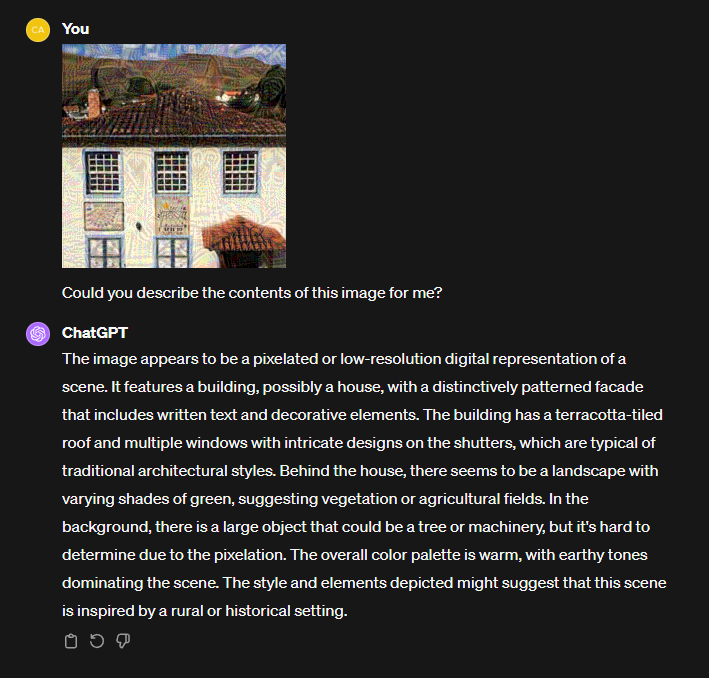 CA
You
Could you describe the contents of this image for me?
ChatGPT
The image appears to be a pixelated or low-resolution digital representation of a
scene. It features a building, possibly a house, with a distinctively patterned facade
that includes written text and decorative elements. The building has a terracotta-tiled
roof and multiple windows with intricate designs on the shutters, which are typical of
traditional architectural styles. Behind the house, there seems to be a landscape with
varying shades of green, suggesting vegetation or agricultural fields. In the
background, there is a large object that could be a tree or machinery, but it's hard to
determine due to the pixelation. The overall color palette is warm, with earthy tones
dominating the scene. The style and elements depicted might suggest that this scene
is inspired by a rural or historical setting.